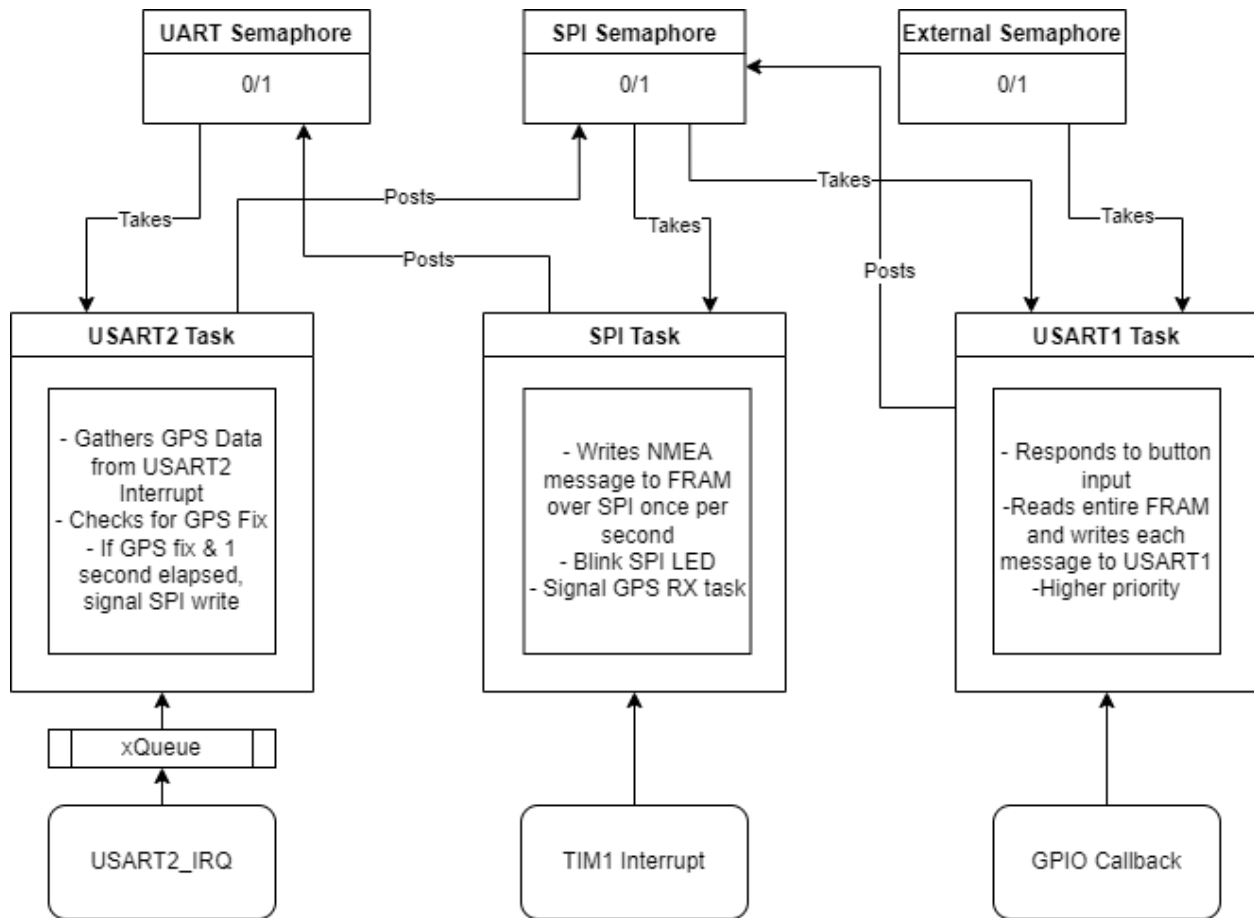 UART Semaphore
0/1
SPI Semaphore
0/1
External Semaphore
0/1
Takes
Posts
Posts
Takes
Takes
Posts
Takes
USART2 Task
- Gathers GPS Data
from USART2
Interrupt
- Checks for GPS Fix
- If GPS fix & 1
second elapsed,
signal SPI write
SPI Task
- Writes NMEA
message to FRAM
over SPI once per
second
- Blink SPI LED
- Signal GPS RX task
USART1 Task
- Responds to button
input
-Reads entire FRAM
and writes each
message to USART1
-Higher priority
xQueue
USART2_IRQ
TIM1 Interrupt
GPIO Callback